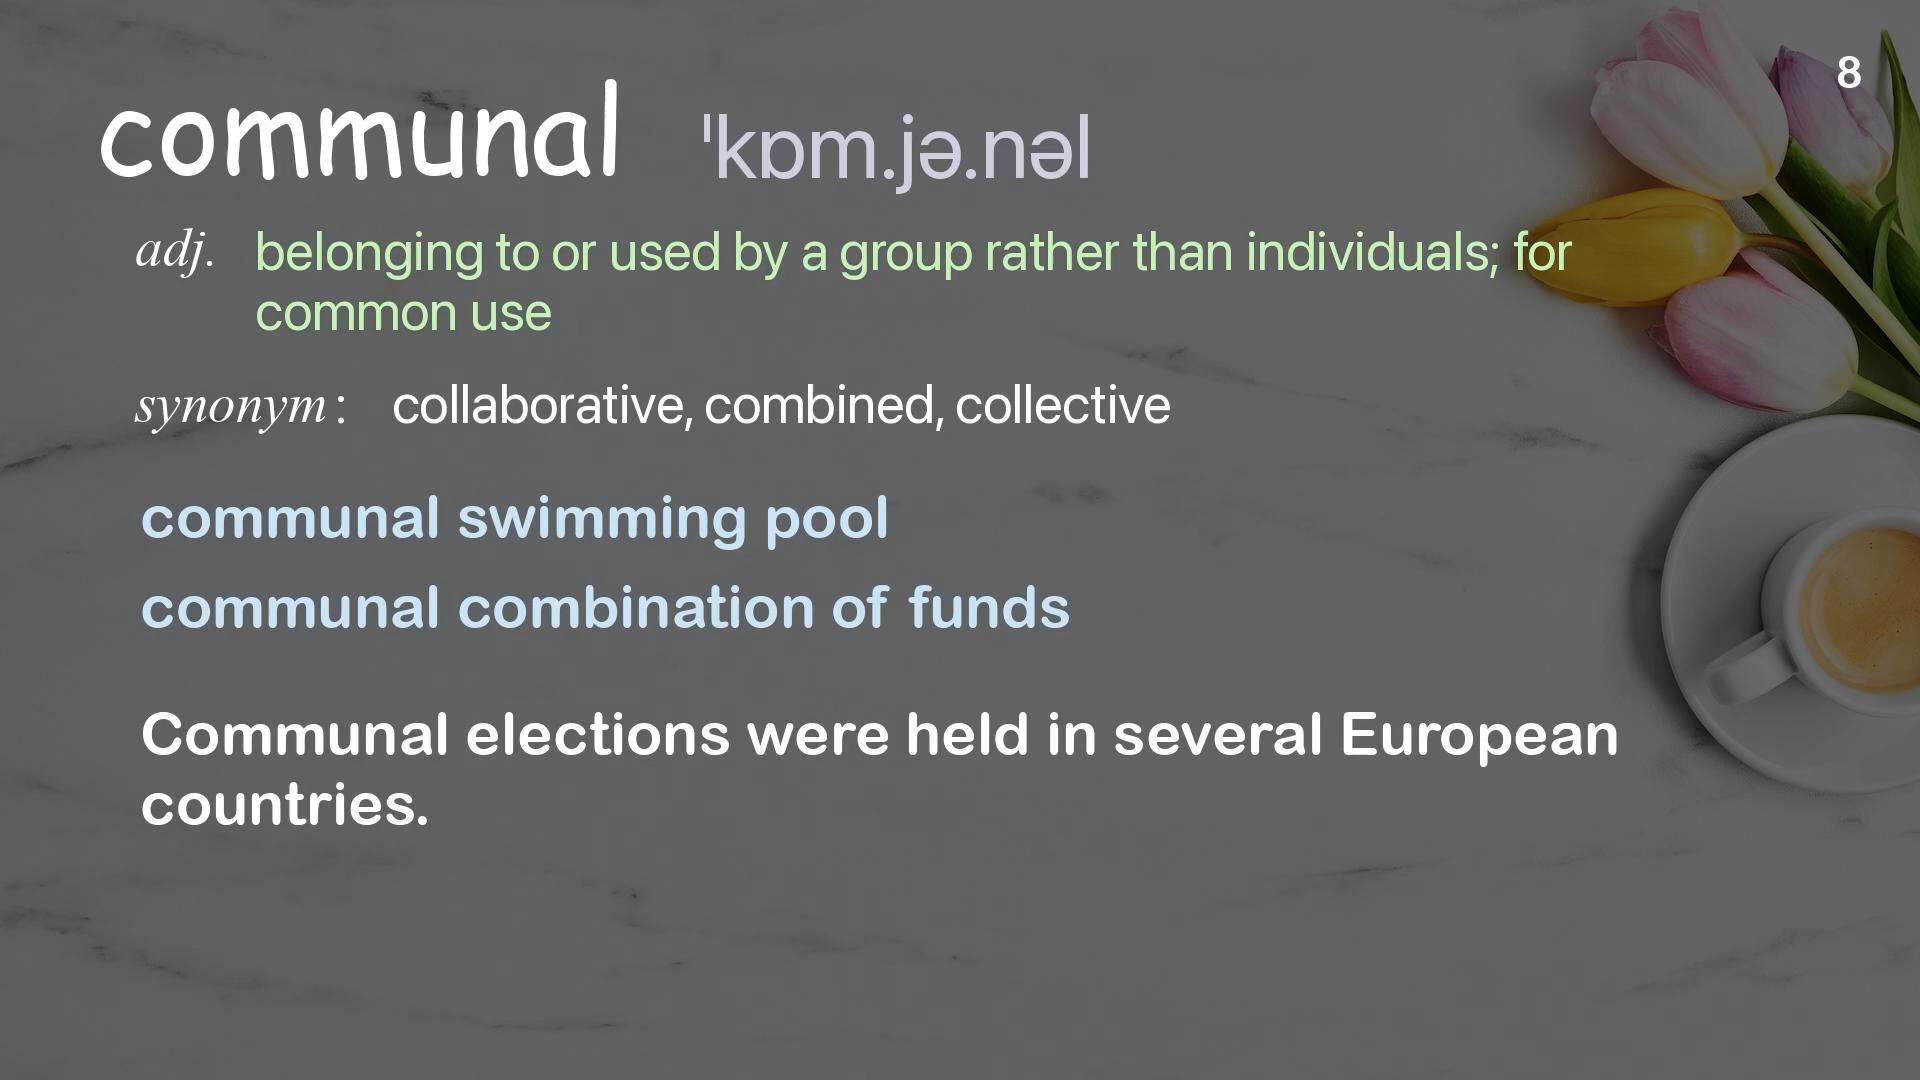 8
communal ˈkɒm.jə.nəl
adj. belonging to or used by a group rather than individuals; for
common use
synonym : collaborative, combined, collective
communal swimming pool
communal combination of funds
Communal elections were held in several European
countries.